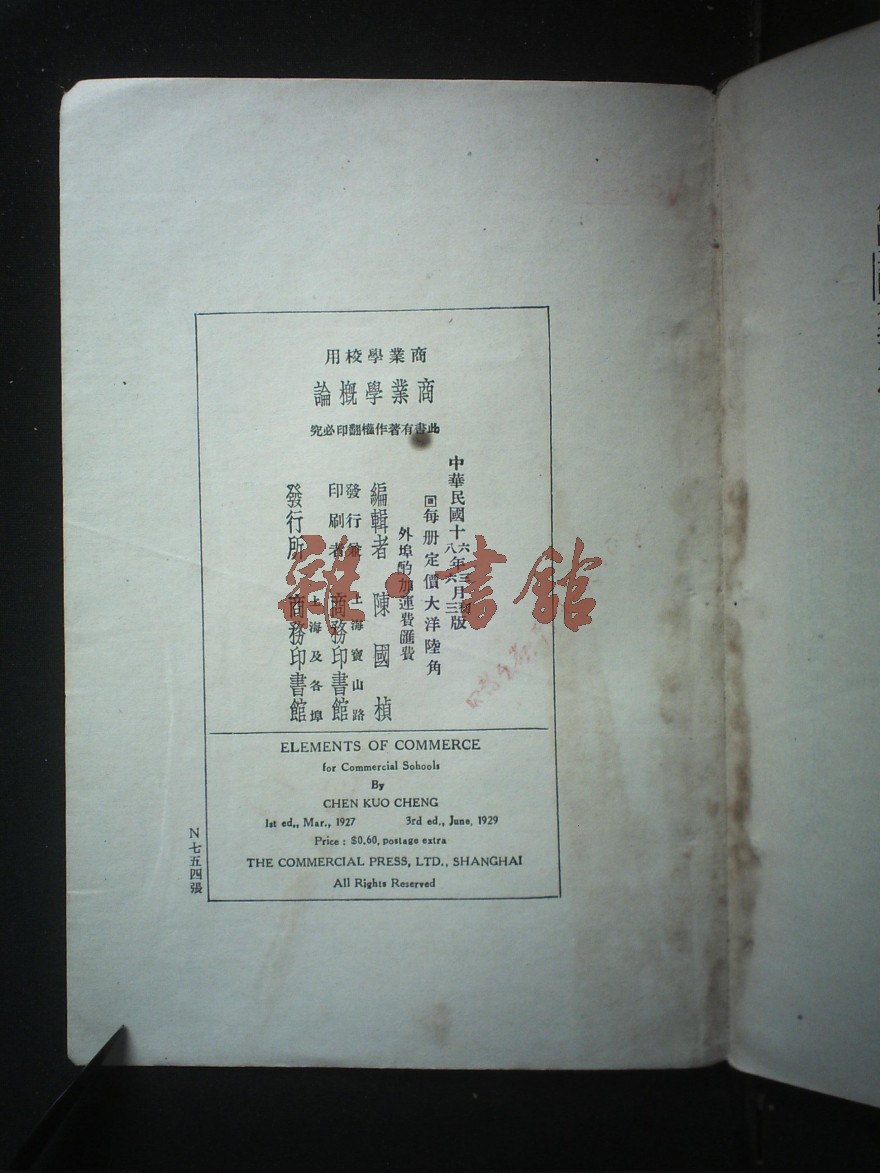 商業學校用
商業學概論
此書有著作權翻印必究
中華民國十六年三月初版
八年六月三版
回每册定價大洋陸角
外埠酌加運費匯費
編輯者 陳國楨
發行兼印刷者 上海寶山路 商務印書館
發行所 上海及各埠 商務印書館
ELEMENTS OF COMMERCE
for Commercial Sohools
By
CHEN KUO CHENG
1st ed,, Mar., 1927 3rd ed., June, 1929
Price : $0.60, postage extra
THE COMMERCIAL PRESS, LTD., SHANGHAI
All Rights Reserved
N七五四張
雜·書館